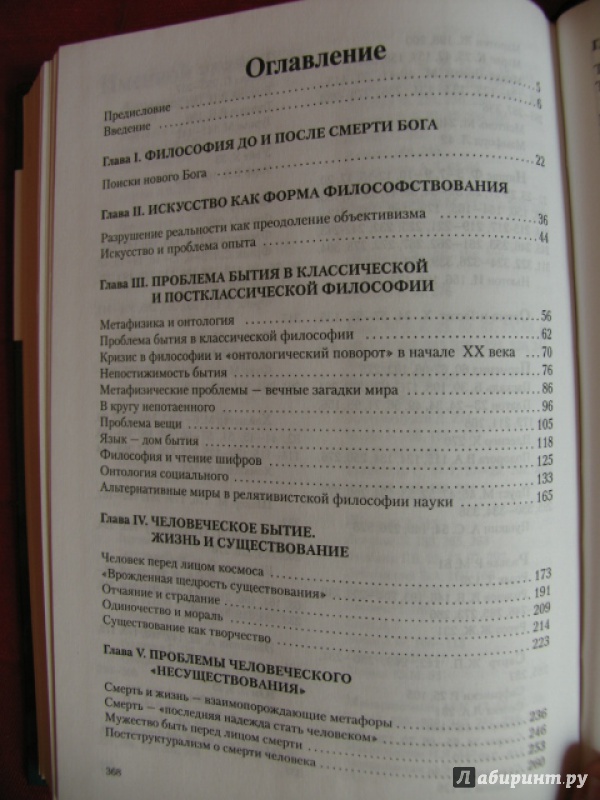 Оглавление
Предисловие 5
Введение 6
Глава I. ФИЛОСОФИЯ ДО И ПОСЛЕ СМЕРТИ БОГА
Поиски нового Бога 22
Глава II. ИСКУССТВО КАК ФОРМА ФИЛОСОФСТВОВАНИЯ
Разрушение реальности как преодоление объективизма 36
Искусство и проблема опыта 44
Глава III. ПРОБЛЕМА БЫТИЯ В КЛАССИЧЕСКОЙ
И ПОСТКЛАССИЧЕСКОЙ ФИЛОСОФИИ
Метафизика и онтология 56
Проблема бытия в классической философии 62
Кризис в философии и «онтологический поворот» в начале XX века 70
Непостижимость бытия 76
Метафизические проблемы — вечные загадки мира 86
В кругу непотаенного 96
Проблема вещи 105
Язык — дом бытия 118
Философия и чтение шифров 125
Онтология социального 133
Альтернативные миры в релятивистской философии науки 165
Глава IV. ЧЕЛОВЕЧЕСКОЕ БЫТИЕ.
ЖИЗНЬ И СУЩЕСТВОВАНИЕ
Человек перед лицом космоса 173
«Врожденная щедрость существования» 191
Отчаяние и страдание 209
Одиночество и мораль 214
Существование как творчество 223
Глава V. ПРОБЛЕМЫ ЧЕЛОВЕЧЕСКОГО
«НЕСУЩЕСТВОВАНИЯ»
Смерть и жизнь — взаимопорождающие метафоры 236
Смерть — «последняя надежда стать человеком» 246
Мужество быть перед лицом смерти 253
Постструктурализм о смерти человека 260
368
Лабиринт.ру